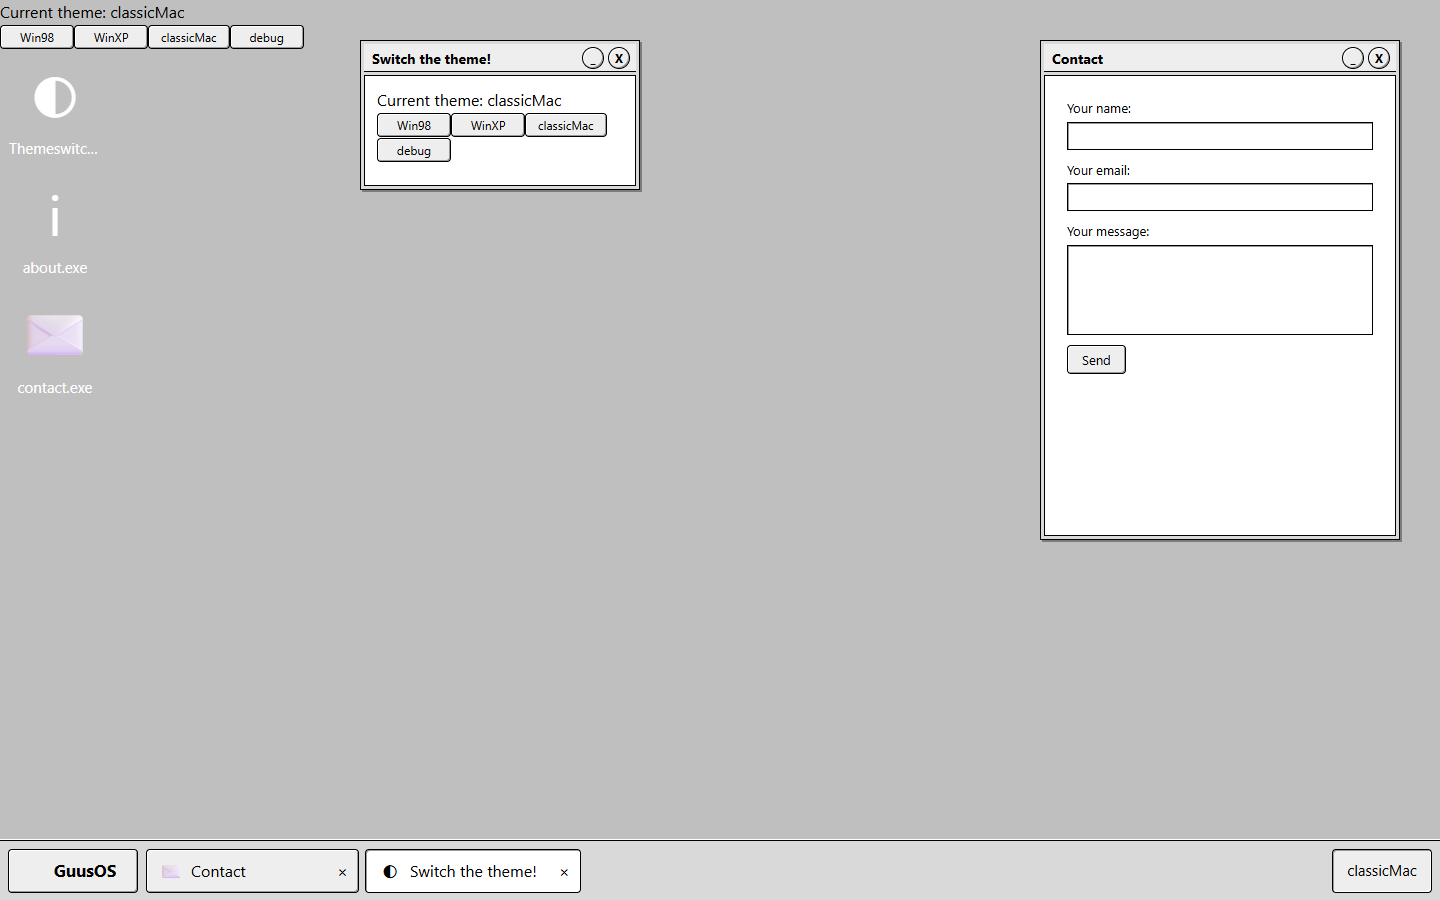 Current theme: classicMac
Win98 WinXP classicMac debug
Themeswitc...
about.exe
contact.exe
Switch the theme! _ X
Current theme: classicMac
Win98 WinXP classicMac
debug
Contact _ X
Your name:
Your email:
Your message:
Send
GuusOS Contact × Switch the theme! × classicMac